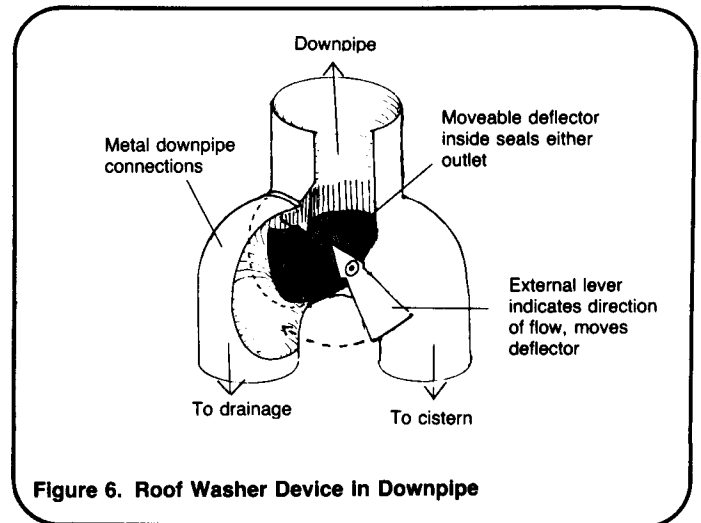 Downpipe
Moveable deflector
inside seals either
outlet
Metal downpipe
connections
External lever
indicates direction
of flow, moves
deflector
To drainage
To cistern
Figure 6. Roof Washer Device in Downpipe